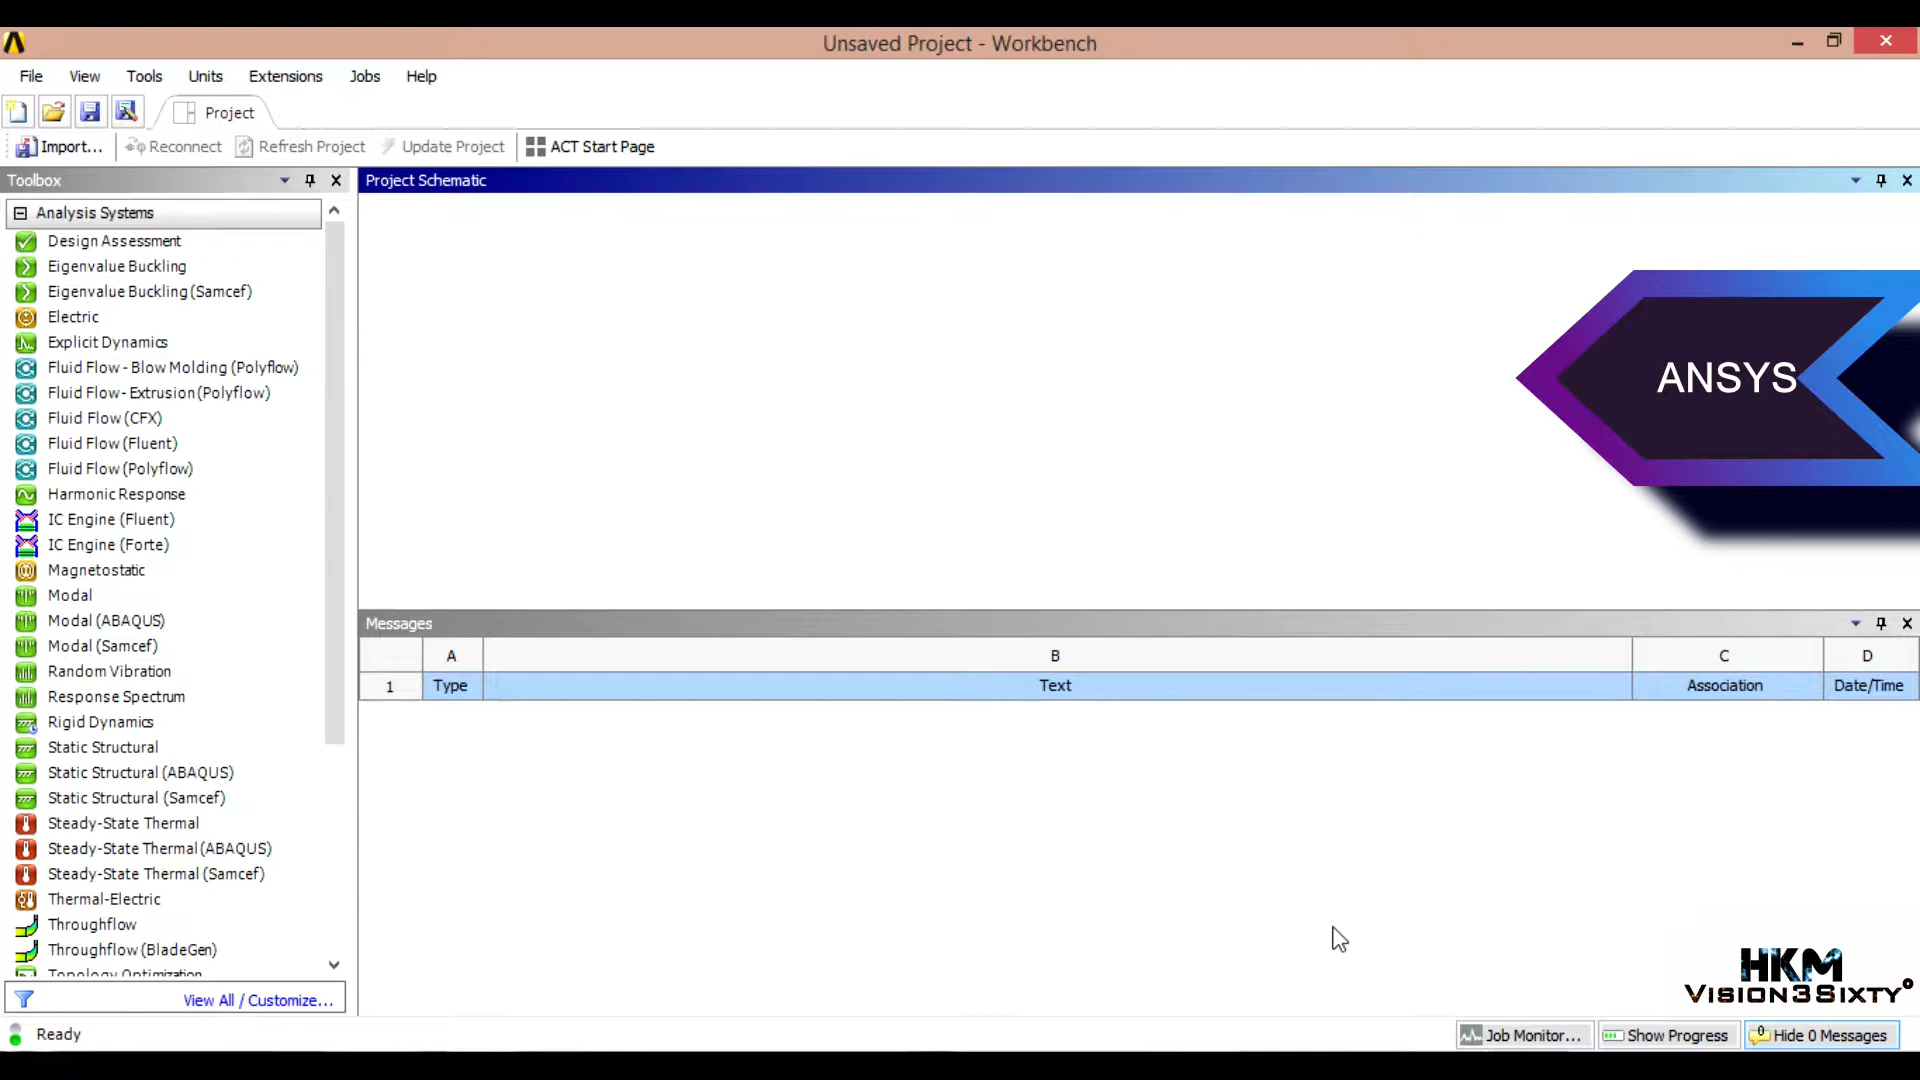 Unsaved Project - Workbench
File View Tools Units Extensions Jobs Help
Project
Import... Reconnect Refresh Project Update Project ACT Start Page
Toolbox
Project Schematic
Analysis Systems
Design Assessment
Eigenvalue Buckling
Eigenvalue Buckling (Samcef)
Electric
Explicit Dynamics
Fluid Flow - Blow Molding (Polyflow)
Fluid Flow - Extrusion (Polyflow)
Fluid Flow (CFX)
Fluid Flow (Fluent)
Fluid Flow (Polyflow)
Harmonic Response
IC Engine (Fluent)
IC Engine (Forte)
Magnetostatic
Modal
Modal (ABAQUS)
Modal (Samcef)
Random Vibration
Response Spectrum
Rigid Dynamics
Static Structural
Static Structural (ABAQUS)
Static Structural (Samcef)
Steady-State Thermal
Steady-State Thermal (ABAQUS)
Steady-State Thermal (Samcef)
Thermal-Electric
Throughflow
Throughflow (BladeGen)
Topology Optimization
View All / Customize...
ANSYS
Messages
A B C D
1 Type Text Association Date/Time
HKM
Vision3Sixty°
Ready
Job Monitor... Show Progress 0 Hide 0 Messages